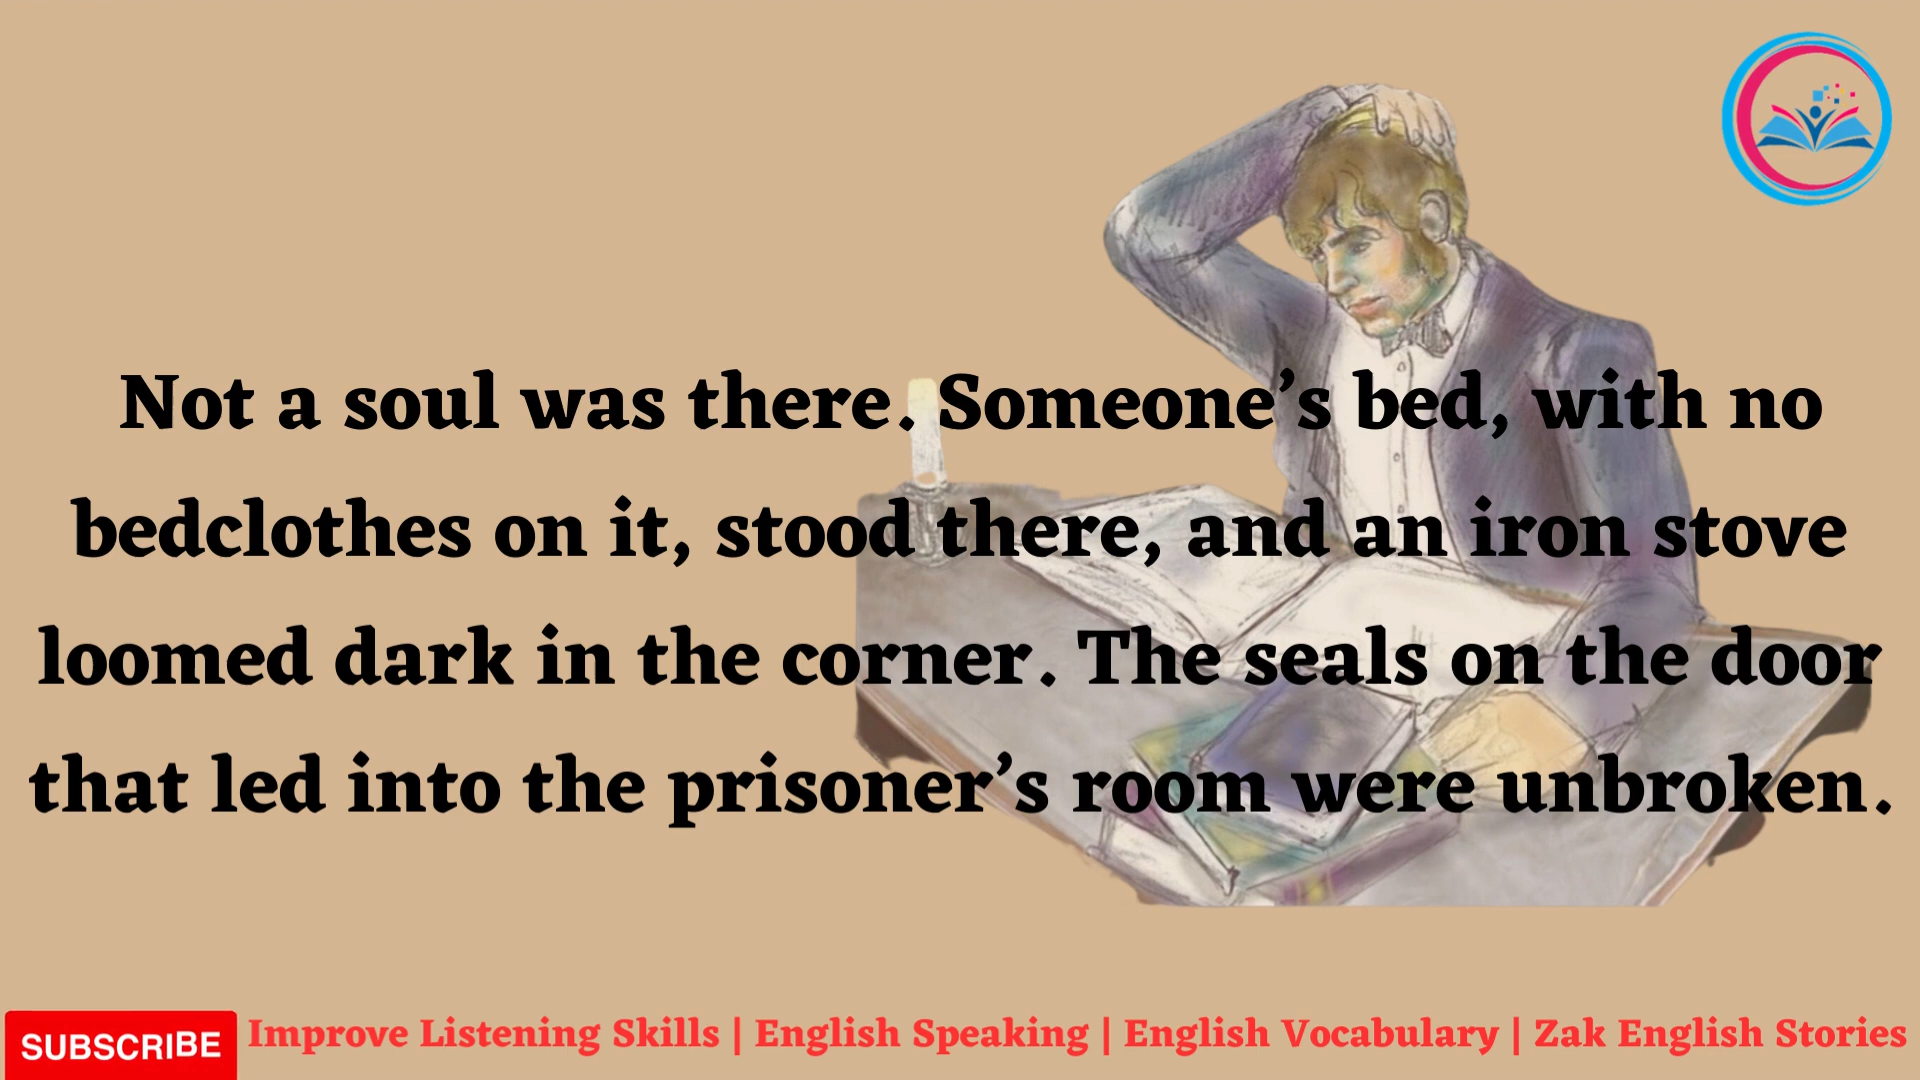 Not a soul was there. Someone’s bed, with no
bedclothes on it, stood there, and an iron stove
loomed dark in the corner. The seals on the door
that led into the prisoner’s room were unbroken.
SUBSCRIBE Improve Listening Skills | English Speaking | English Vocabulary | Zak English Stories